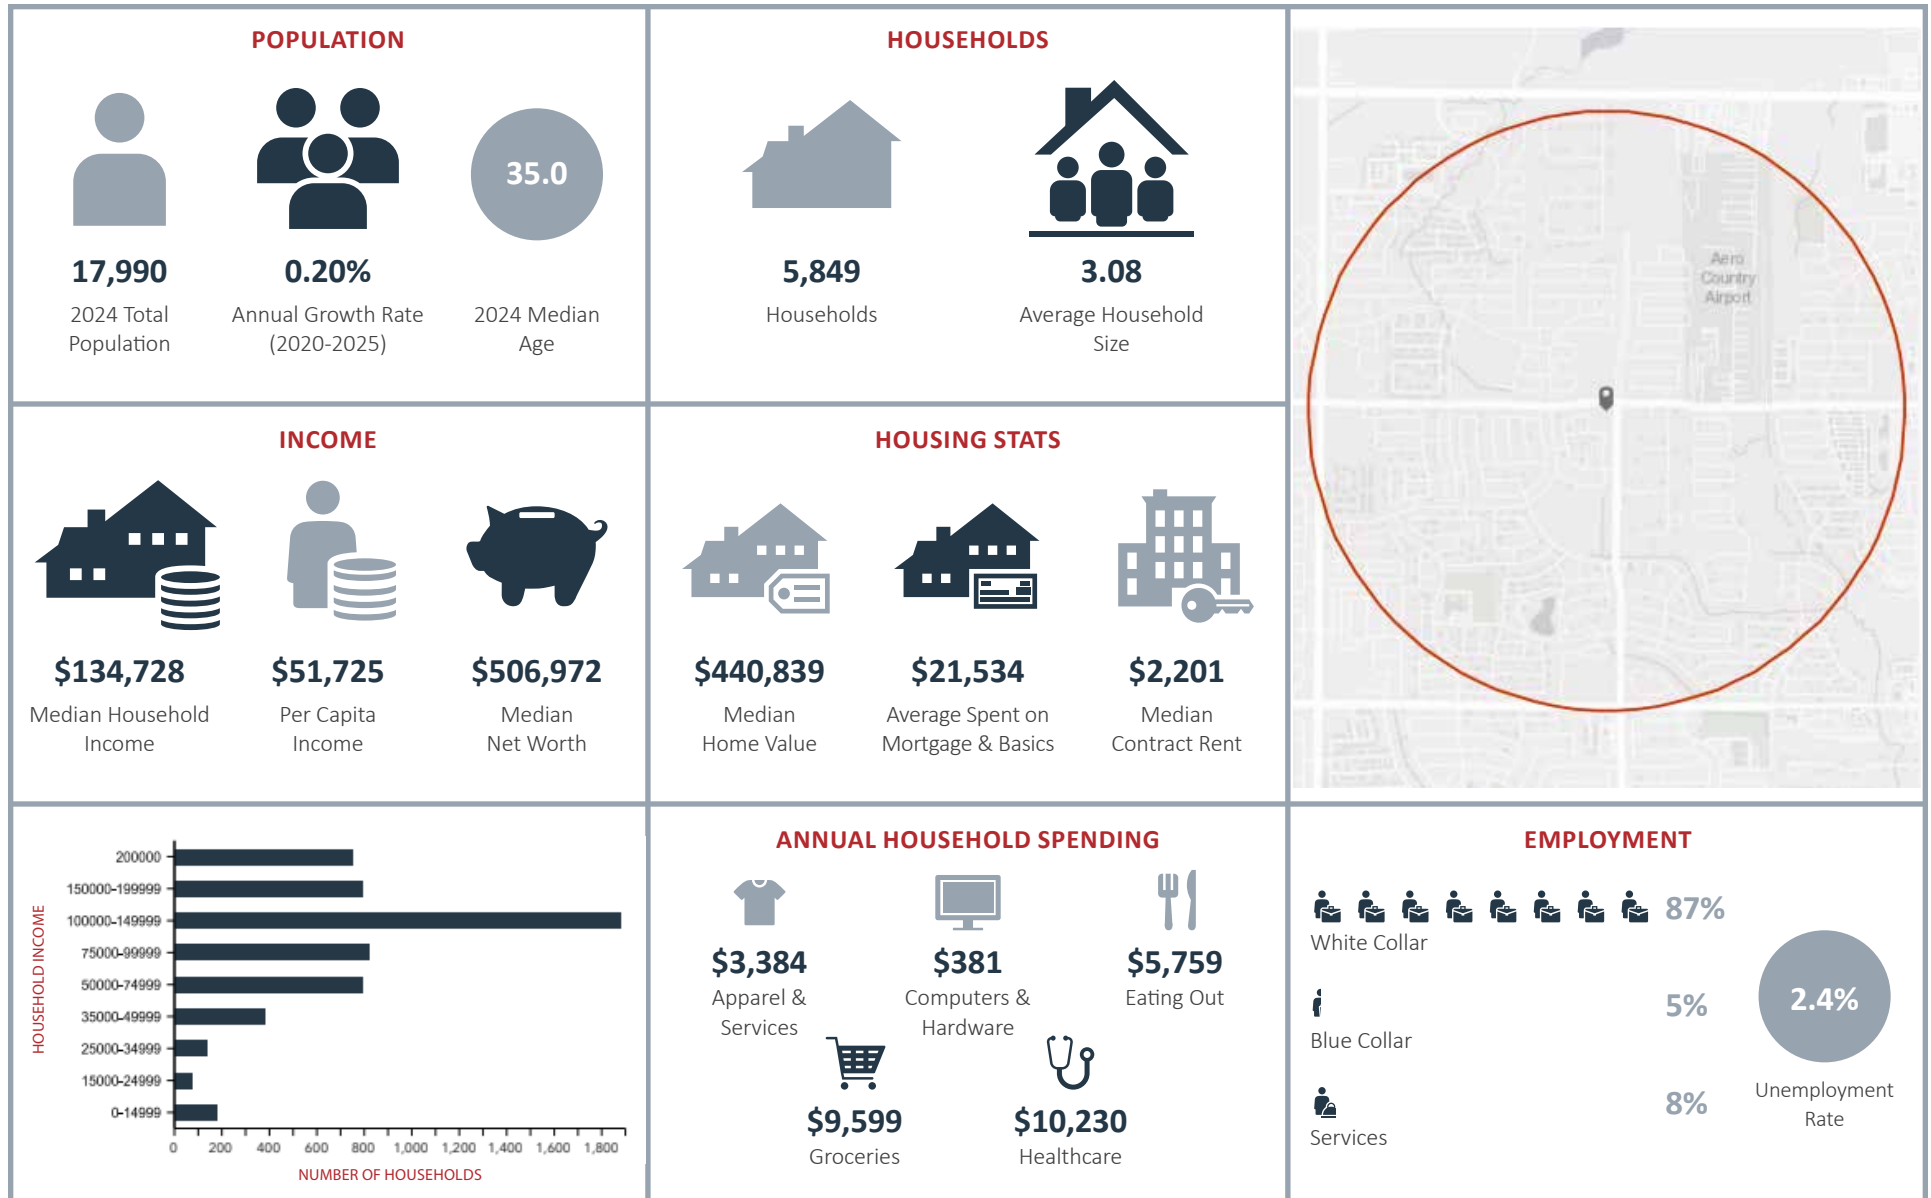 POPULATION
35.0
17,990
2024 Total
Population
0.20%
Annual Growth Rate
(2020-2025)
2024 Median
Age
HOUSEHOLDS
5,849
Households
3.08
Average Household
Size
Aero
Country
Airport
INCOME
$134,728
Median Household
Income
$51,725
Per Capita
Income
$506,972
Median
Net Worth
HOUSING STATS
$440,839
Median
Home Value
$21,534
Average Spent on
Mortgage & Basics
$2,201
Median
Contract Rent
HOUSEHOLD INCOME
200000
150000-199999
100000-149999
75000-99999
50000-74999
35000-49999
25000-34999
15000-24999
0-14999
0 200 400 600 800 1,000 1,200 1,400 1,600 1,800
NUMBER OF HOUSEHOLDS
ANNUAL HOUSEHOLD SPENDING
$3,384
Apparel &
Services
$381
Computers &
Hardware
$5,759
Eating Out
$9,599
Groceries
$10,230
Healthcare
EMPLOYMENT
87%
White Collar
5%
Blue Collar
8%
Services
2.4%
Unemployment
Rate